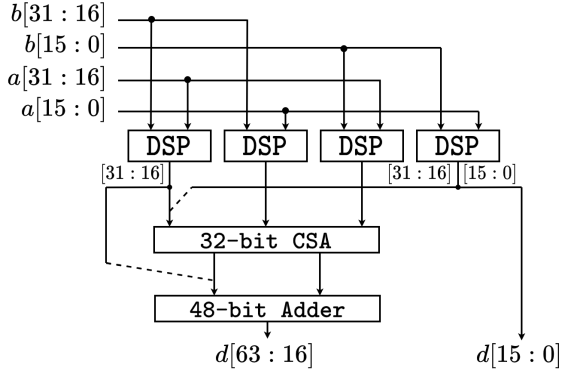 b[31 : 16]
b[15 : 0]
a[31 : 16]
a[15 : 0]
DSP DSP DSP DSP
[31 : 16] [31 : 16] [15 : 0]
32-bit CSA
48-bit Adder
d[63 : 16] d[15 : 0]